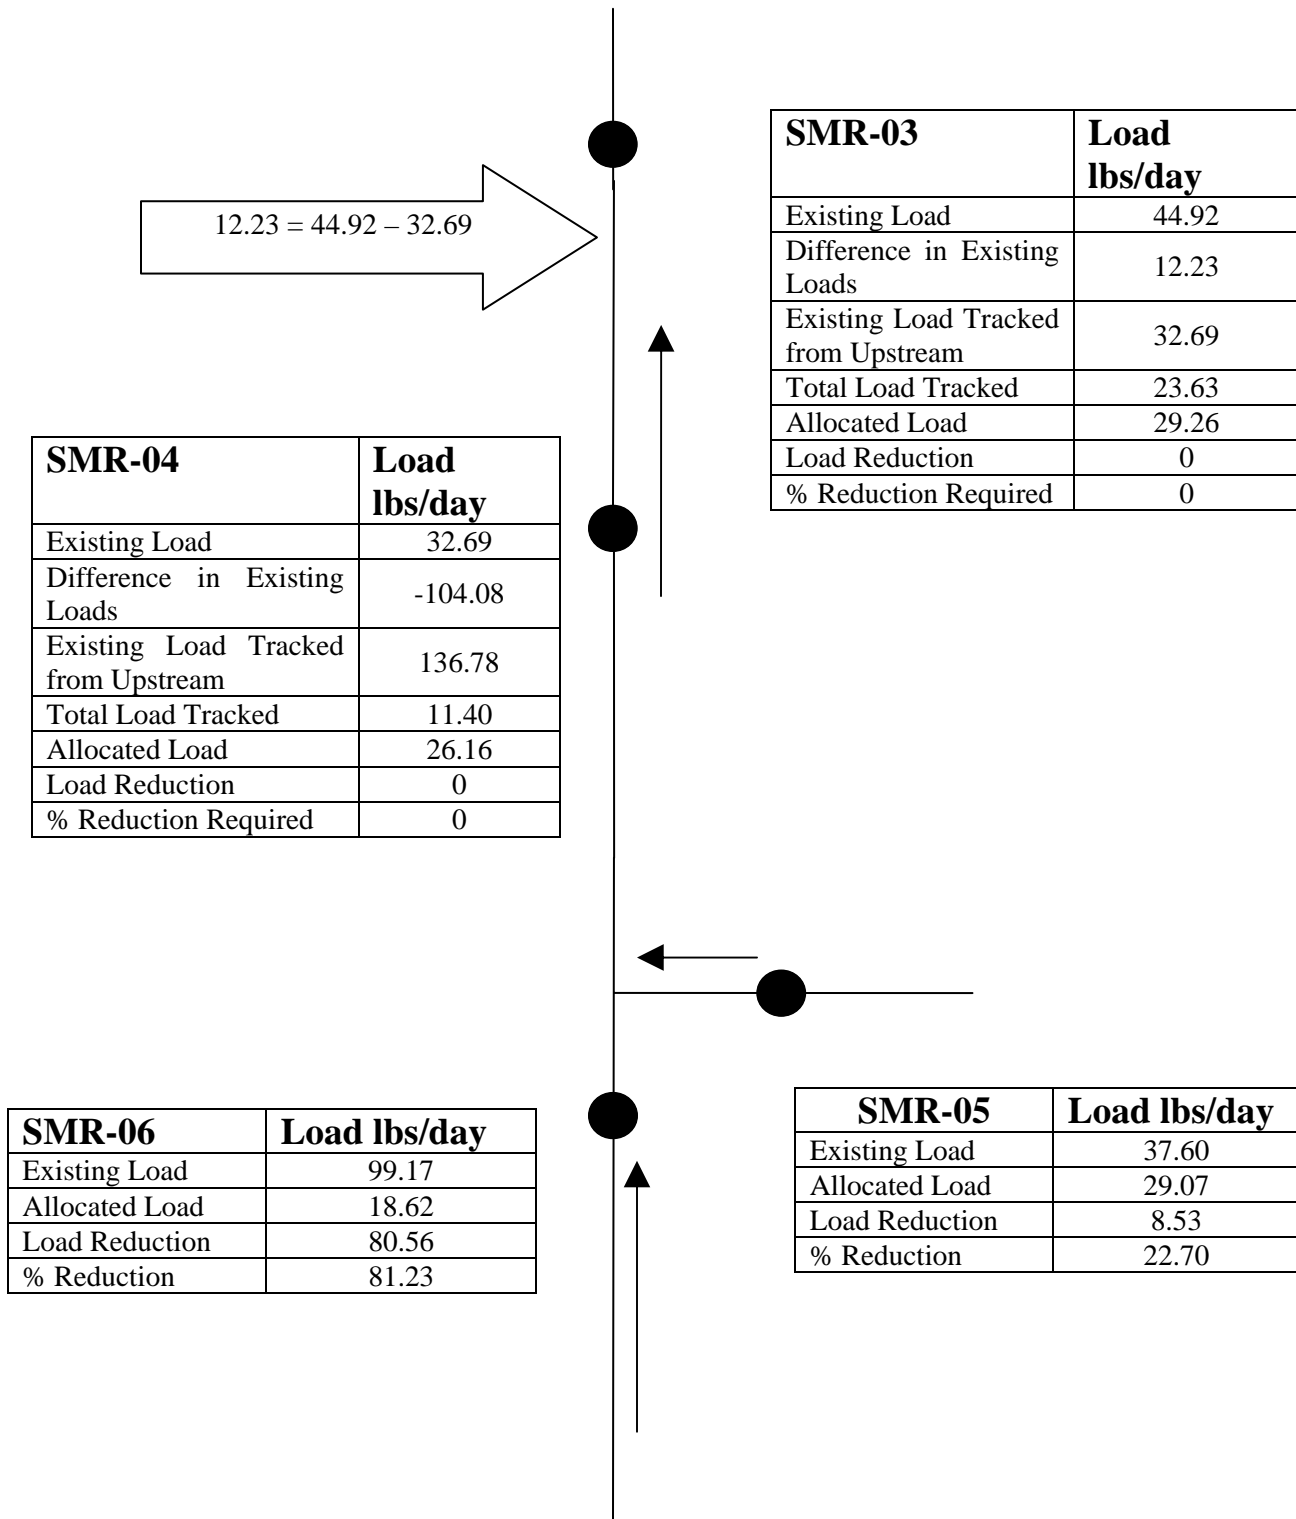 SMR-03 Load
lbs/day
Existing Load 44.92
Difference in Existing
Loads 12.23
Existing Load Tracked
from Upstream 32.69
Total Load Tracked 23.63
Allocated Load 29.26
Load Reduction 0
% Reduction Required 0
12.23 = 44.92 – 32.69
SMR-04 Load
lbs/day
Existing Load 32.69
Difference in Existing
Loads -104.08
Existing Load Tracked
from Upstream 136.78
Total Load Tracked 11.40
Allocated Load 26.16
Load Reduction 0
% Reduction Required 0
SMR-06 Load lbs/day
Existing Load 99.17
Allocated Load 18.62
Load Reduction 80.56
% Reduction 81.23
SMR-05 Load lbs/day
Existing Load 37.60
Allocated Load 29.07
Load Reduction 8.53
% Reduction 22.70